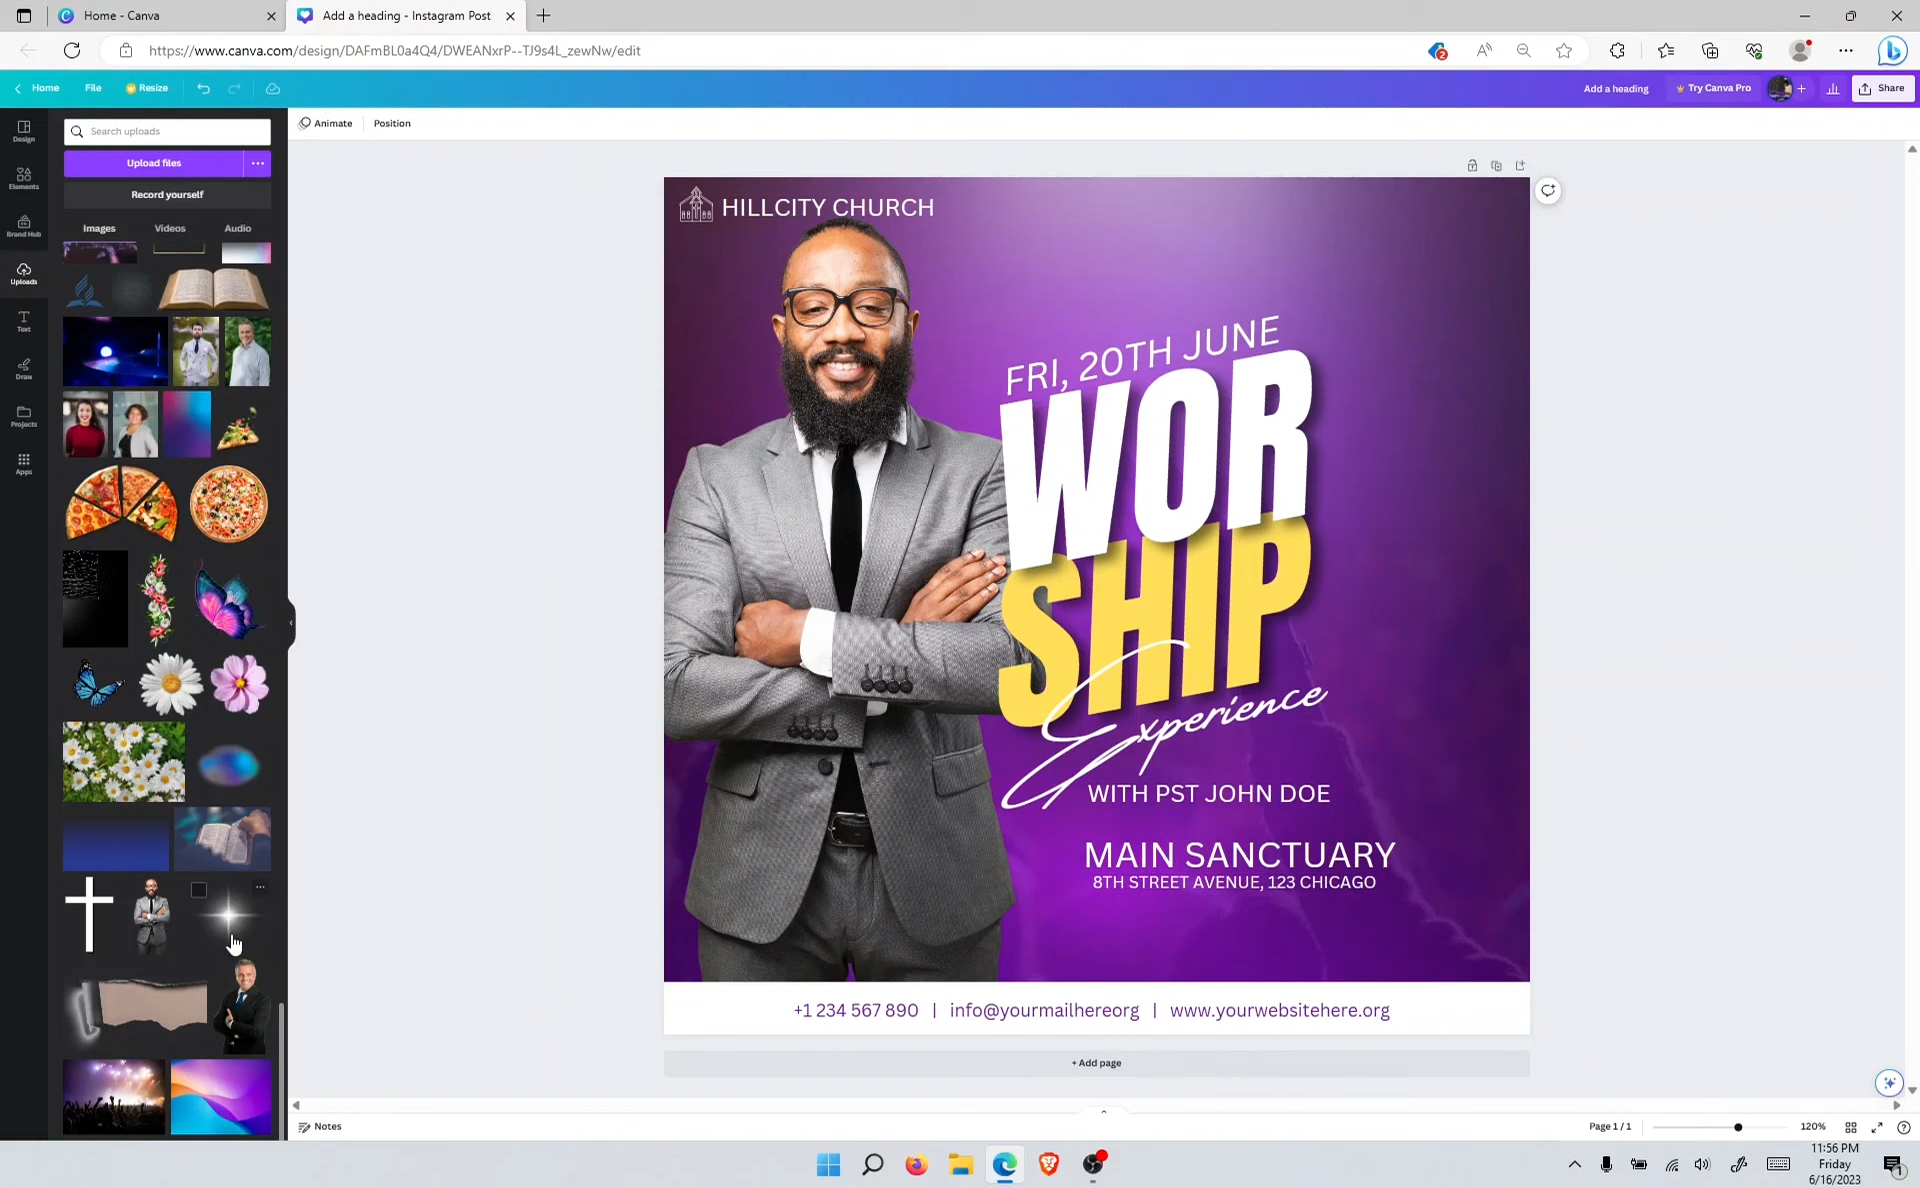 Home - Canva
Add a heading - Instagram Post
https://www.canva.com/design/DAFmBL0a4Q4/DWEANxrP--TJ9s4L_zewNw/edit
2
Home
File
Resize
Add a heading
Try Canva Pro
Share
Design
Elements
Brand Hub
Uploads
Text
Draw
Projects
Apps
Search uploads
Upload files
Record yourself
Images
Videos
Audio
Animate
Position
HILLCITY CHURCH
FRI, 20TH JUNE
WOR
SHIP
Experience
WITH PST JOHN DOE
MAIN SANCTUARY
8TH STREET AVENUE, 123 CHICAGO
+1 234 567 890 | info@yourmailhereorg | www.yourwebsitehere.org
+ Add page
Notes
Page 1 / 1
120%
11:56 PM
Friday
6/16/2023
1